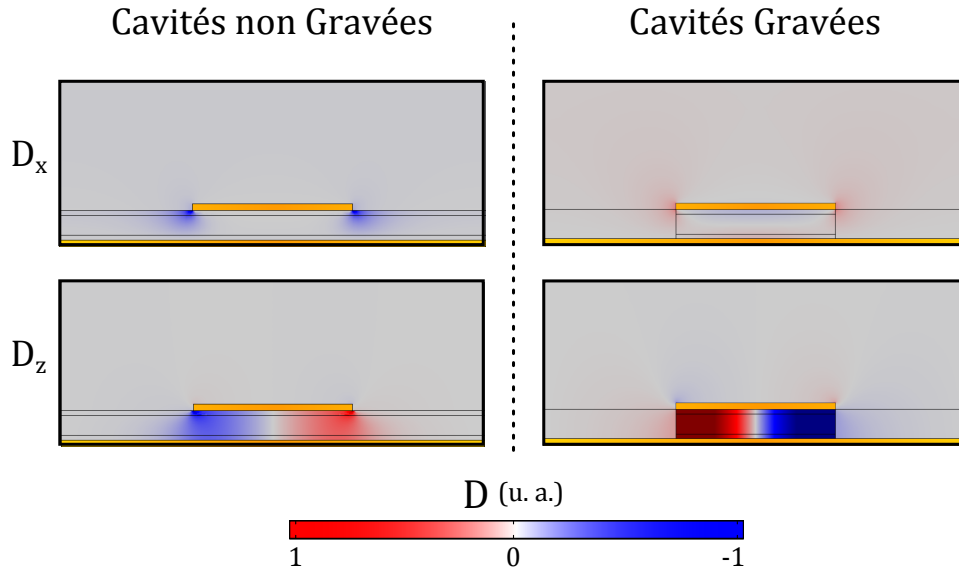 Cavités non Gravées
Cavités Gravées
Dx
Dz
D (u. a.)
1 0 -1